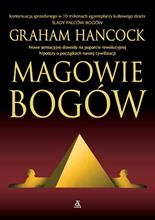 Kontynuacja sprzedanego w 10 milionach egzemplarzy kultowego dzieła
ŚLADY PALCÓW BOGÓW
GRAHAM HANCOCK
Nowe sensacyjne dowody na poparcie rewolucyjnej
hipotezy o początkach naszej cywilizacji
MAGOWIE
BOGÓW